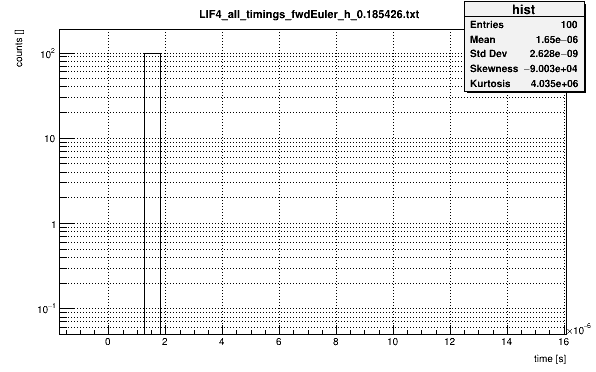 LIF4_all_timings_fwdEuler_h_0.185426.txt
hist
Entries 100
Mean 1.65e−06
Std Dev 2.628e−09
Skewness −9.003e+04
Kurtosis 4.035e+06
counts []
10²
10
1
10⁻¹
0 2 4 6 8 10 12 14 16
×10⁻⁶
time [s]